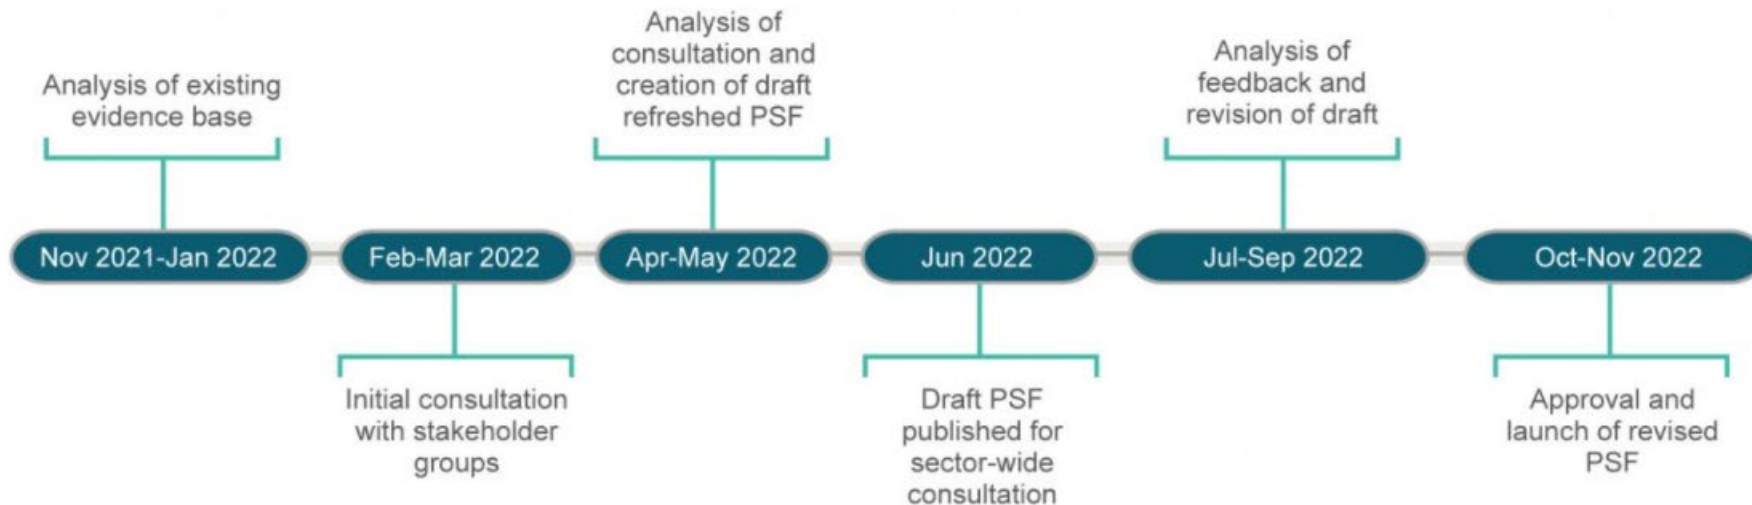 Analysis of existing
evidence base
Analysis of
consultation and
creation of draft
refreshed PSF
Analysis of
feedback and
revision of draft
Nov 2021-Jan 2022
Feb-Mar 2022
Apr-May 2022
Jun 2022
Jul-Sep 2022
Oct-Nov 2022
Initial consultation
with stakeholder
groups
Draft PSF
published for
sector-wide
consultation
Approval and
launch of revised
PSF